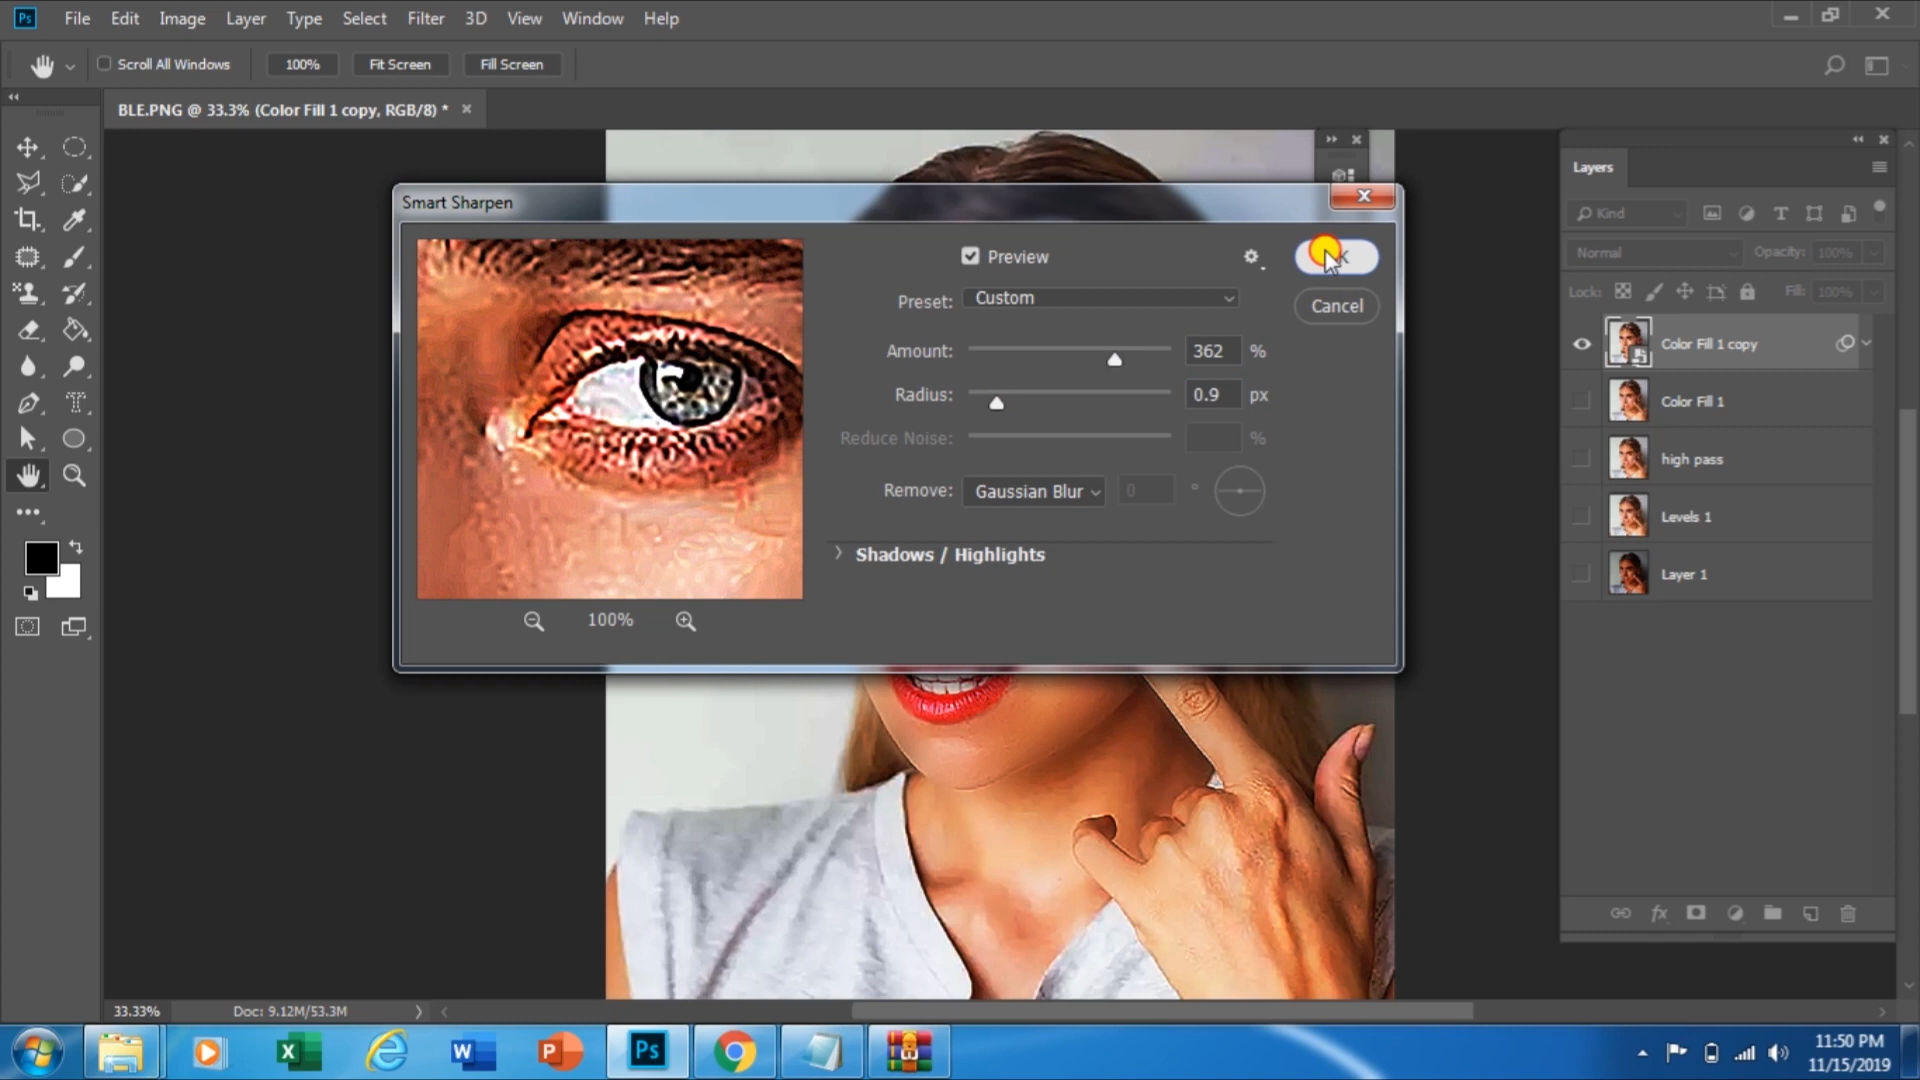 Ps File Edit Image Layer Type Select Filter 3D View Window Help
Scroll All Windows 100% Fit Screen Fill Screen
BLE.PNG @ 33.3% (Color Fill 1 copy, RGB/8) *
Smart Sharpen
Preview
Preset: Custom
Cancel
Amount: 362 %
Radius: 0.9 px
Reduce Noise: %
Remove: Gaussian Blur 0 °
Shadows / Highlights
100%
Layers
Kind
Normal Opacity: 100%
Lock: Fill: 100%
Color Fill 1 copy
Color Fill 1
high pass
Levels 1
Layer 1
fx
33.33% Doc: 9.12M/53.3M
Ps
11:50 PM
11/15/2019